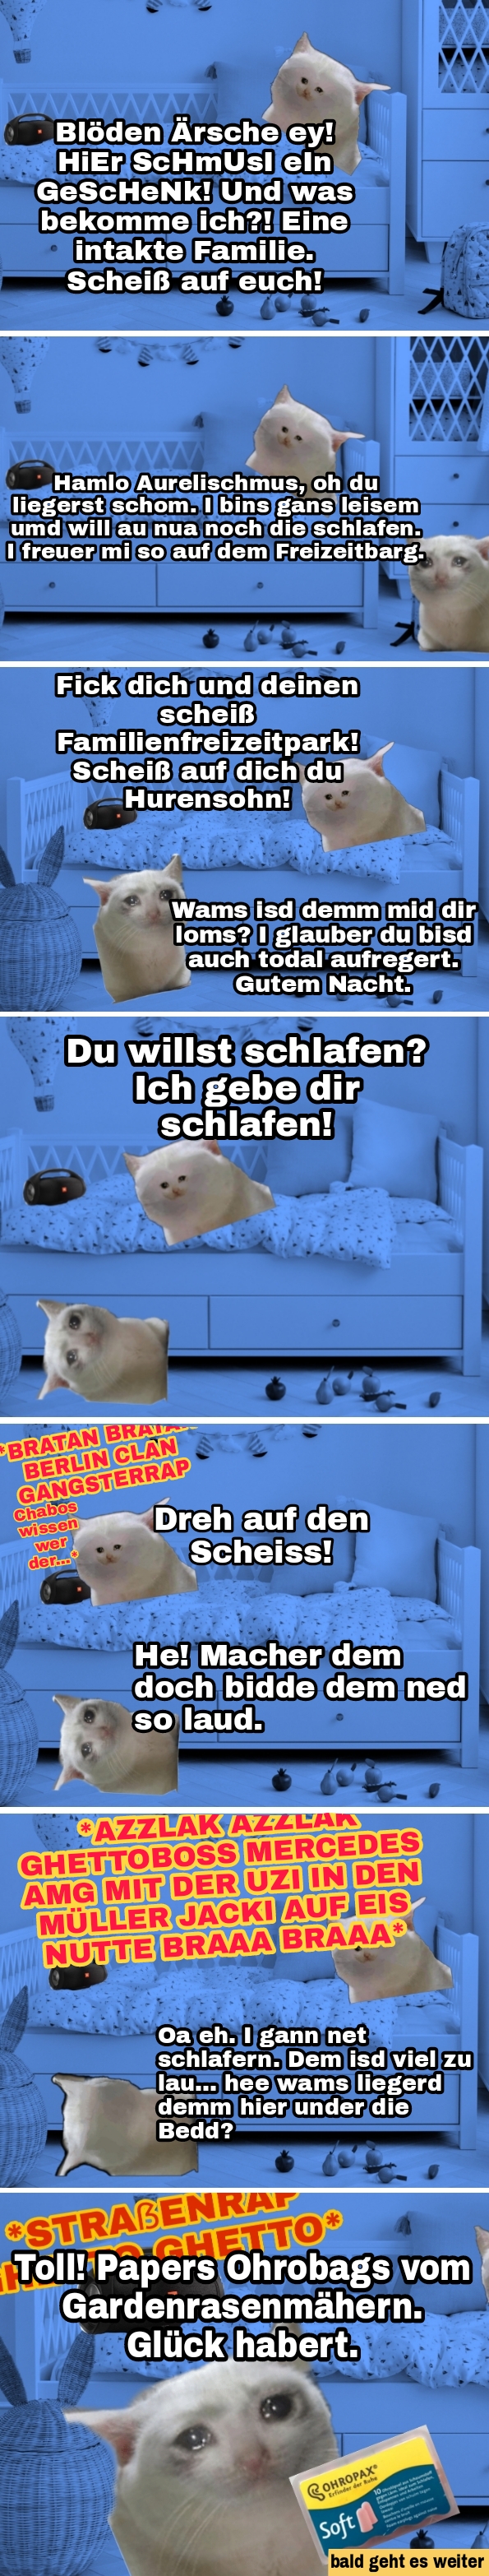 Blöden Ärsche ey!
HiEr ScHmUsI eIn
GeScHeNk! Und was
bekomme ich?! Eine
intakte Familie.
Scheiß auf euch!
Hamlo Aurelischmus, oh du
liegerst schom. I bins gans leisem
umd will au nua noch die schlafen.
I freuer mi so auf dem Freizeitbarg.
Fick dich und deinen
scheiß
Familienfreizeitpark!
Scheiß auf dich du
Hurensohn!
Wams isd demm mid dir
loms? I glauber du bisd
auch todal aufregert.
Gutem Nacht.
Du willst schlafen?
Ich gebe dir
schlafen!
*BRATAN BRATAN
BERLIN CLAN
GANGSTERRAP
Chabos
wissen
wer
der...*
Dreh auf den
Scheiss!
He! Macher dem
doch bidde dem ned
so laud.
*AZZLAK AZZLAK
GHETTOBOSS MERCEDES
AMG MIT DER UZI IN DEN
MÜLLER JACKI AUF EIS
NUTTE BRAAA BRAAA*
Oa eh. I gann net
schlafern. Dem isd viel zu
lau... hee wams liegerd
demm hier under die
Bedd?
*STRAßENRAP
GHETTO*
Toll! Papers Ohrobags vom
Gardenrasenmähern.
Glück habert.
OHROPAX®
Erfinder der Ruhe
Soft
bald geht es weiter